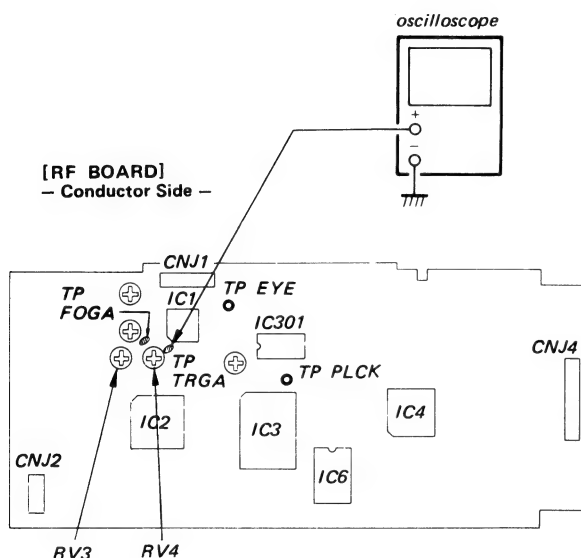 oscilloscope
+
−
[RF BOARD]
– Conductor Side –
CNJ1
TP
FOGA
IC1
TP EYE
IC301
CNJ4
TP
TRGA
TP PLCK
IC2
IC3
IC4
CNJ2
IC6
RV3
RV4